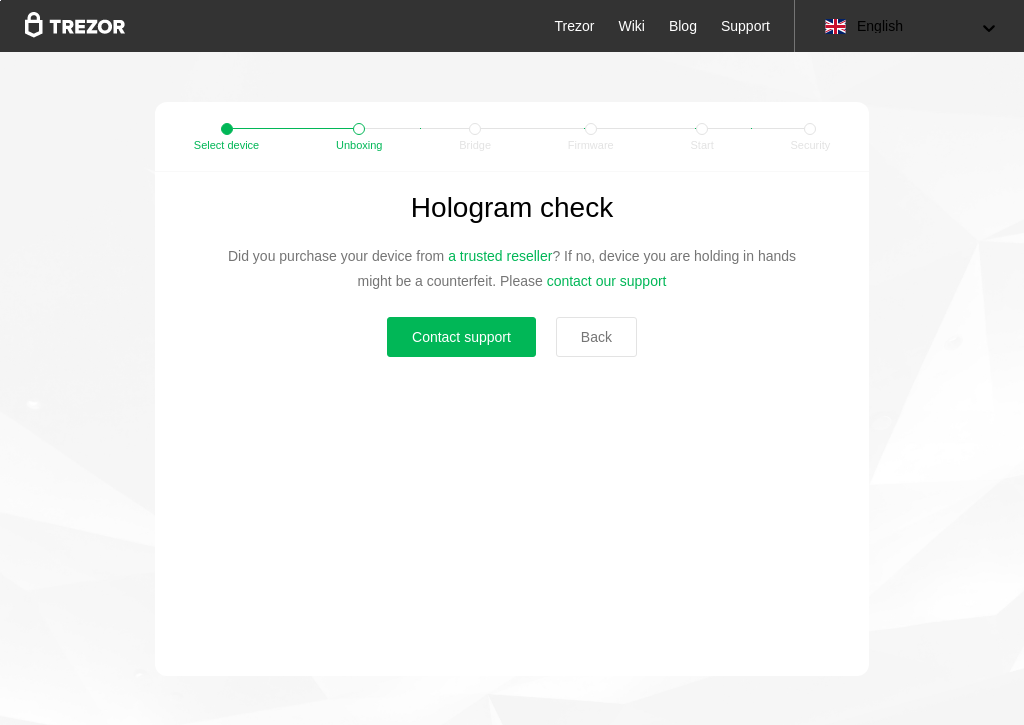 TREZOR
Trezor Wiki Blog Support English
Select device Unboxing Bridge Firmware Start Security
Hologram check
Did you purchase your device from a trusted reseller? If no, device you are holding in hands
might be a counterfeit. Please contact our support
Contact support Back